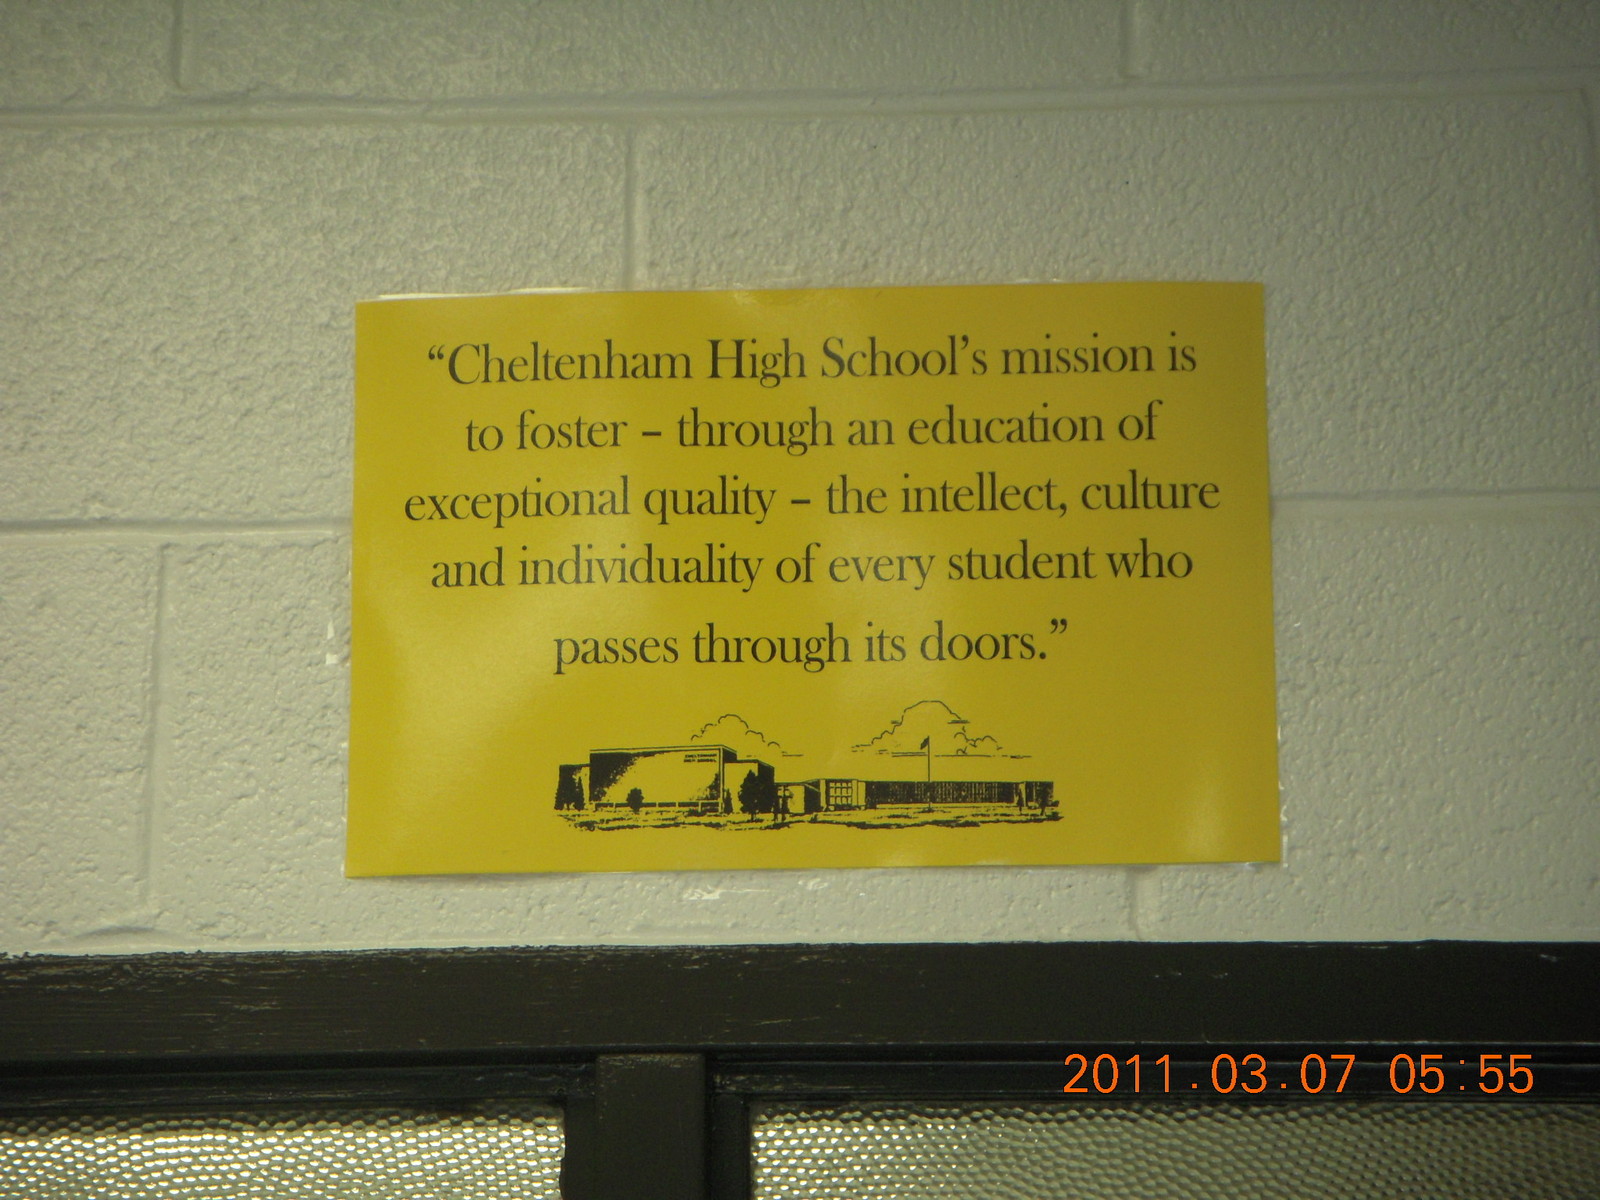 “Cheltenham High School’s mission is
to foster – through an education of
exceptional quality – the intellect, culture
and individuality of every student who
passes through its doors.”
2011.03.07 05:55